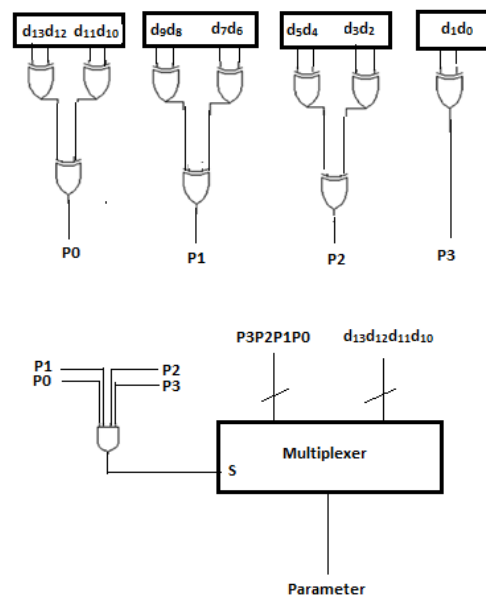 d₁₃d₁₂ d₁₁d₁₀ d₉d₈ d₇d₆ d₅d₄ d₃d₂ d₁d₀
P0 P1 P2 P3
P3P2P1P0 d₁₃d₁₂d₁₁d₁₀
P1 P2
P0 P3
Multiplexer
S
Parameter